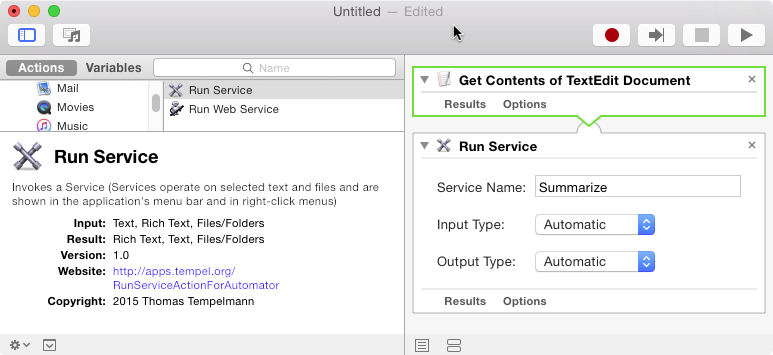 Untitled — Edited
Actions Variables Name
Mail
Movies
Music
Run Service
Run Web Service
Run Service
Invokes a Service (Services operate on selected text and files and are
shown in the application's menu bar and in right-click menus)
Input: Text, Rich Text, Files/Folders
Result: Rich Text, Text, Files/Folders
Version: 1.0
Website: http://apps.tempel.org/
RunServiceActionForAutomator
Copyright: 2015 Thomas Tempelmann
Get Contents of TextEdit Document
Results Options
Run Service
Service Name: Summarize
Input Type: Automatic
Output Type: Automatic
Results Options